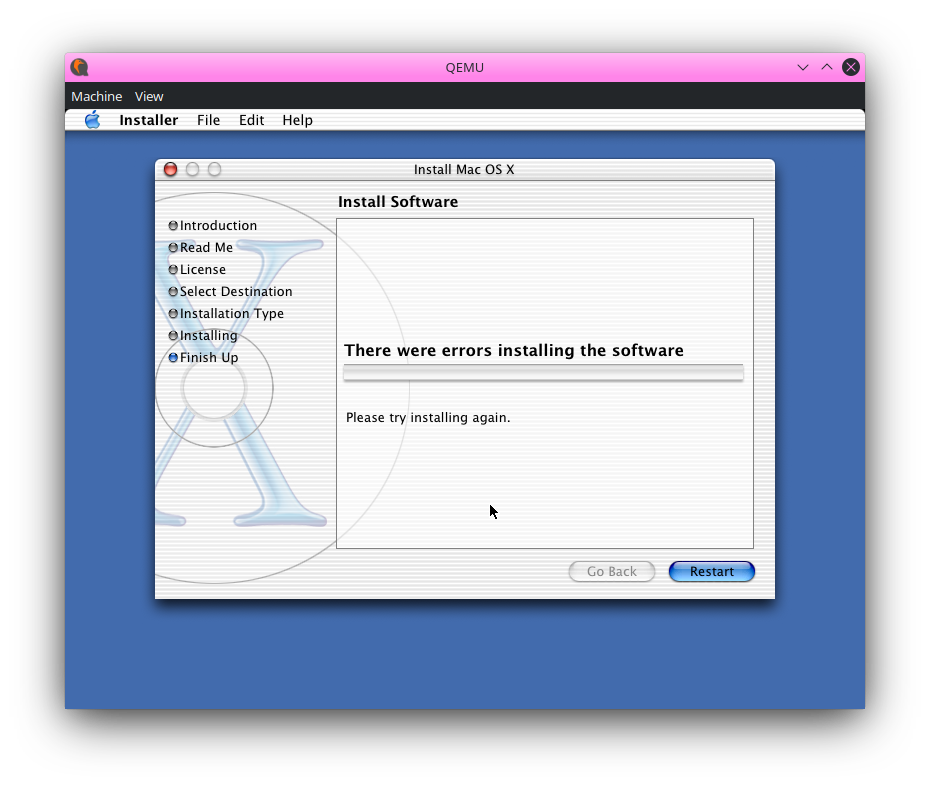 QEMU
Machine View
Installer File Edit Help
Install Mac OS X
Install Software
Introduction
Read Me
License
Select Destination
Installation Type
Installing
Finish Up
There were errors installing the software
Please try installing again.
Go Back Restart